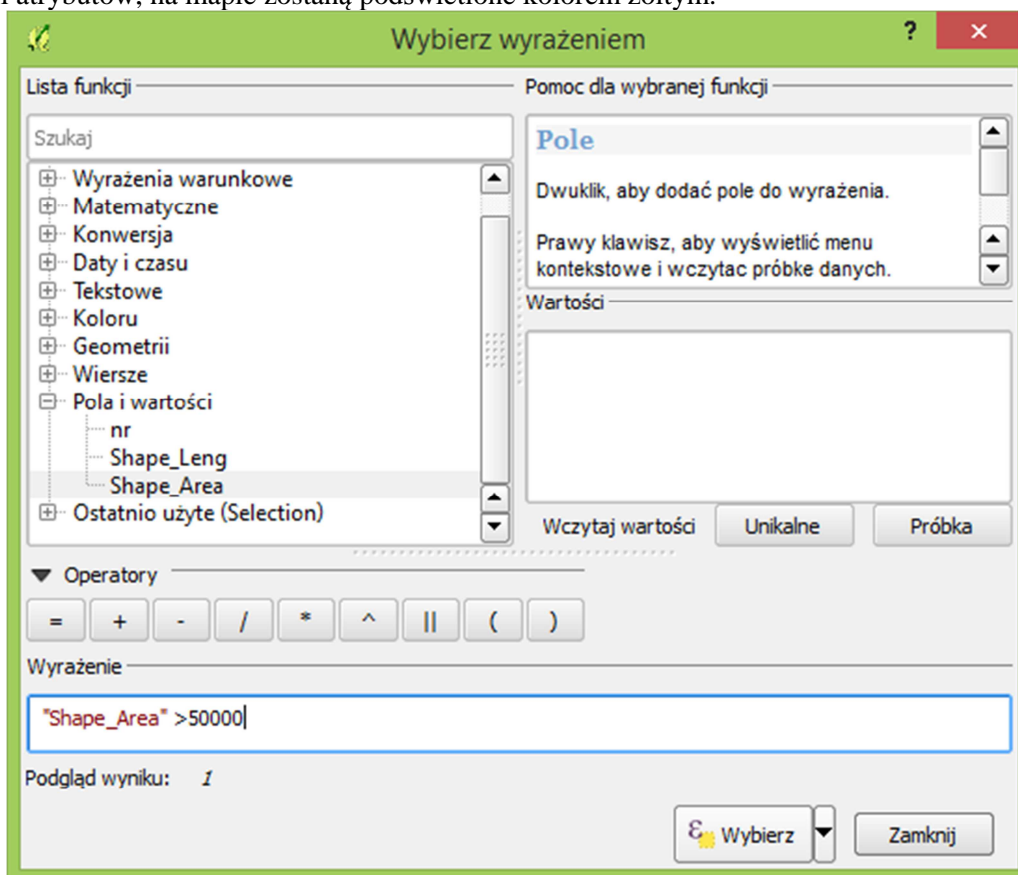 i atrybutów, na mapie zostaną podświetlone kolorem żółtym.
Wybierz wyrażeniem
?
×
Lista funkcji
Pomoc dla wybranej funkcji
Szukaj
Pole
Dwuklik, aby dodać pole do wyrażenia.
Prawy klawisz, aby wyświetlić menu
kontekstowe i wczytac próbke danych.
Wyrażenia warunkowe
Matematyczne
Konwersja
Daty i czasu
Tekstowe
Koloru
Geometrii
Wiersze
Pola i wartości
nr
Shape_Leng
Shape_Area
Ostatnio użyte (Selection)
Wartości
Wczytaj wartości
Unikalne
Próbka
Operatory
= + - / * ^ || ( )
Wyrażenie
"Shape_Area" >50000
Podgląd wyniku: 1
ε Wybierz
Zamknij